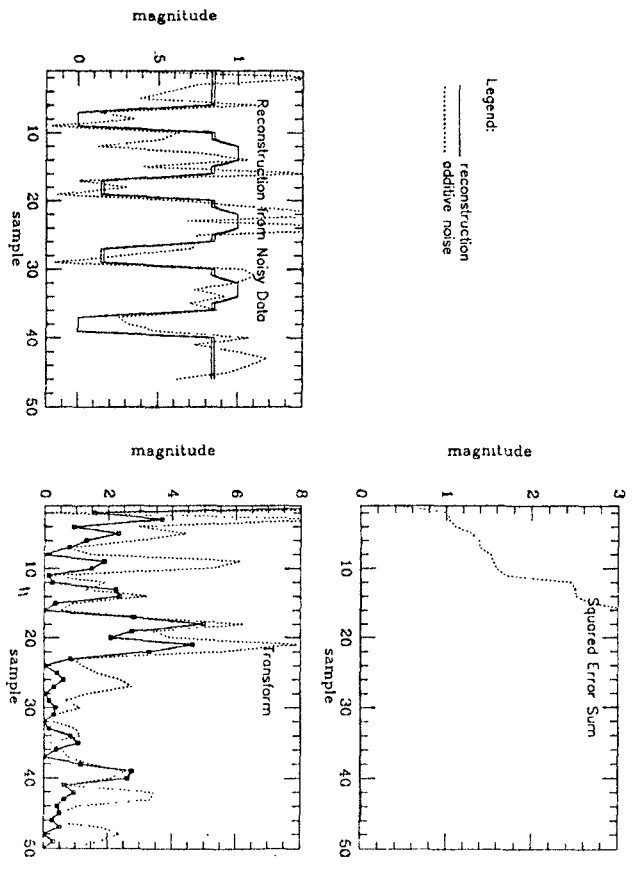 Legend:
reconstruction
additive noise
Squared Error Sum
magnitude
0
1
2
3
10
20
30
40
50
sample
Reconstruction from Noisy Data
magnitude
0
.5
1
10
20
30
40
50
sample
Transform
magnitude
0
2
4
6
8
10
20
30
40
50
sample